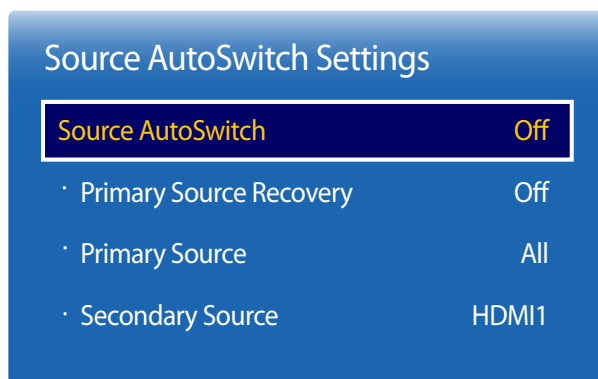 Source AutoSwitch Settings
Source AutoSwitch Off
· Primary Source Recovery Off
· Primary Source All
· Secondary Source HDMI1